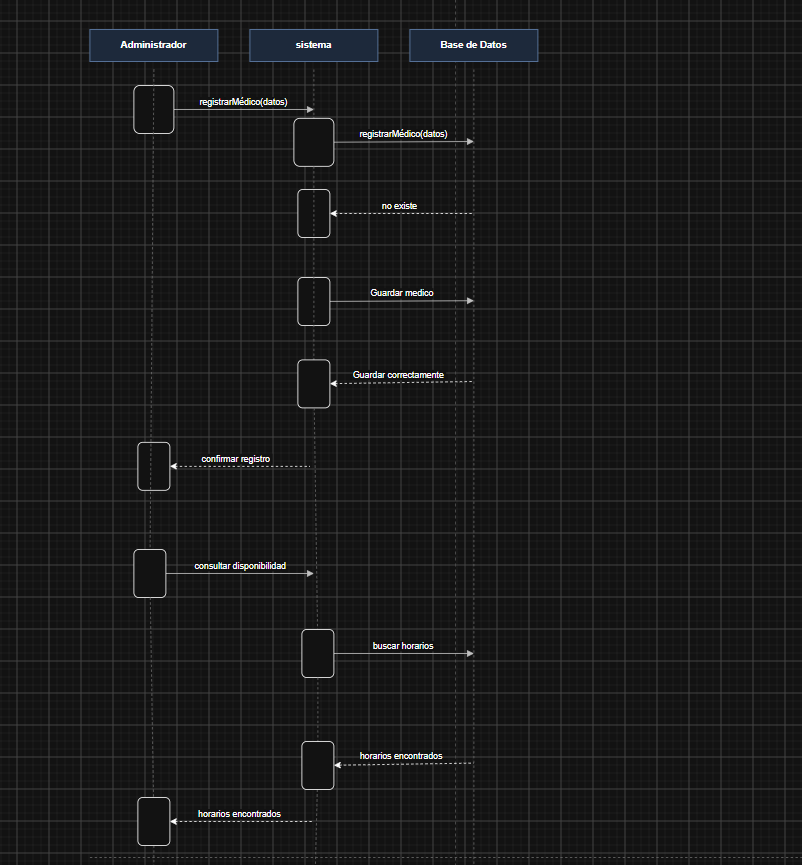 Administrador
sistema
Base de Datos
registrarMédico(datos)
registrarMédico(datos)
no existe
Guardar medico
Guardar correctamente
confirmar registro
consultar disponibilidad
buscar horarios
horarios encontrados
horarios encontrados